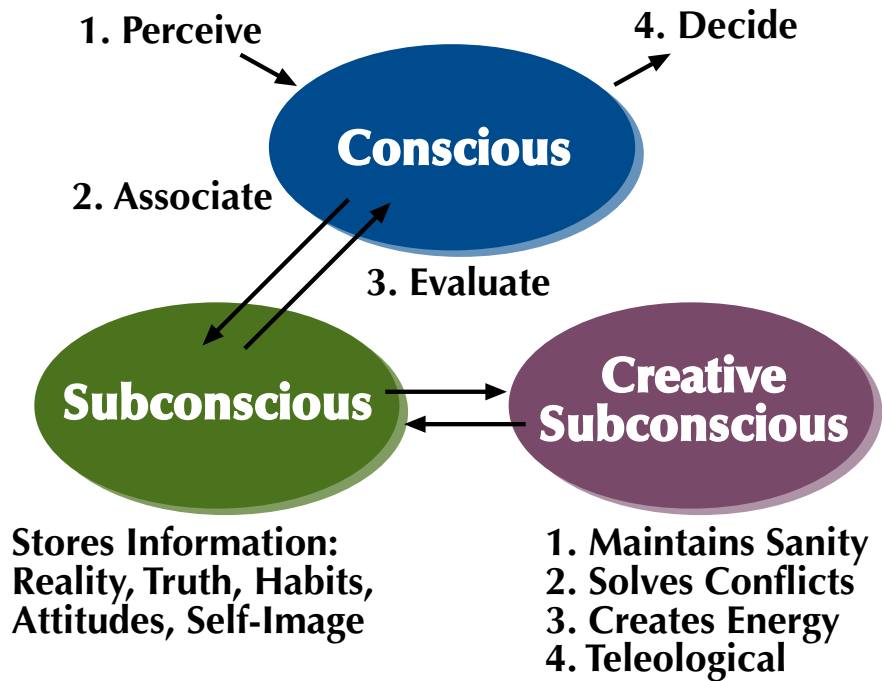 1. Perceive
4. Decide
Conscious
2. Associate
3. Evaluate
Subconscious
Creative
Subconscious
Stores Information:
Reality, Truth, Habits,
Attitudes, Self-Image
1. Maintains Sanity
2. Solves Conflicts
3. Creates Energy
4. Teleological